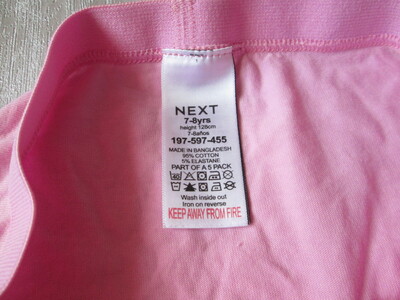 NEXT
7-8yrs
height 128cm
7-8años
197-597-455
MADE IN BANGLADESH
95% COTTON
5% ELASTANE
PART OF A 5 PACK
40
Wash inside out
Iron on reverse
KEEP AWAY FROM FIRE